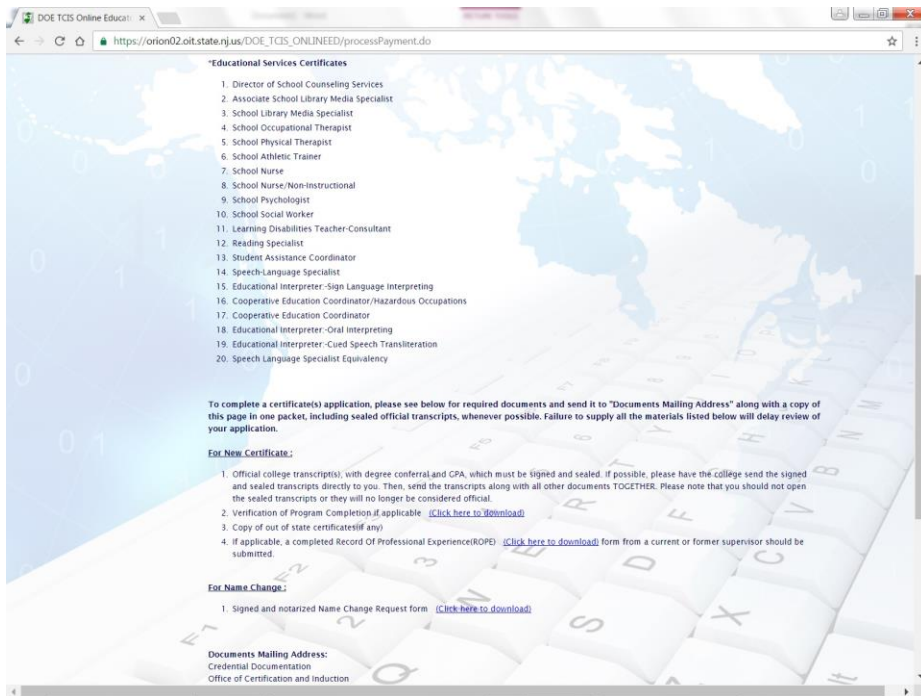 DOE TCIS Online Educat
https://orion02.oit.state.nj.us/DOE_TCIS_ONLINEED/processPayment.do
*Educational Services Certificates
1. Director of School Counseling Services
2. Associate School Library Media Specialist
3. School Library Media Specialist
4. School Occupational Therapist
5. School Physical Therapist
6. School Athletic Trainer
7. School Nurse
8. School Nurse/Non-Instructional
9. School Psychologist
10. School Social Worker
11. Learning Disabilities Teacher-Consultant
12. Reading Specialist
13. Student Assistance Coordinator
14. Speech-Language Specialist
15. Educational Interpreter:-Sign Language Interpreting
16. Cooperative Education Coordinator/Hazardous Occupations
17. Cooperative Education Coordinator
18. Educational Interpreter:-Oral Interpreting
19. Educational Interpreter:-Cued Speech Transliteration
20. Speech Language Specialist Equivalency
To complete a certificate(s) application, please see below for required documents and send it to "Documents Mailing Address" along with a copy of
this page in one packet, including sealed official transcripts, whenever possible. Failure to supply all the materials listed below will delay review of
your application.
For New Certificate :
1. Official college transcript(s), with degree conferral and GPA, which must be signed and sealed. If possible, please have the college send the signed
and sealed transcripts directly to you. Then, send the transcripts along with all other documents TOGETHER. Please note that you should not open
the sealed transcripts or they will no longer be considered official.
2. Verification of Program Completion if applicable (Click here to download)
3. Copy of out of state certificates(if any)
4. If applicable, a completed Record Of Professional Experience(ROPE) (Click here to download) form from a current or former supervisor should be
submitted.
For Name Change :
1. Signed and notarized Name Change Request form (Click here to download)
Documents Mailing Address:
Credential Documentation
Office of Certification and Induction